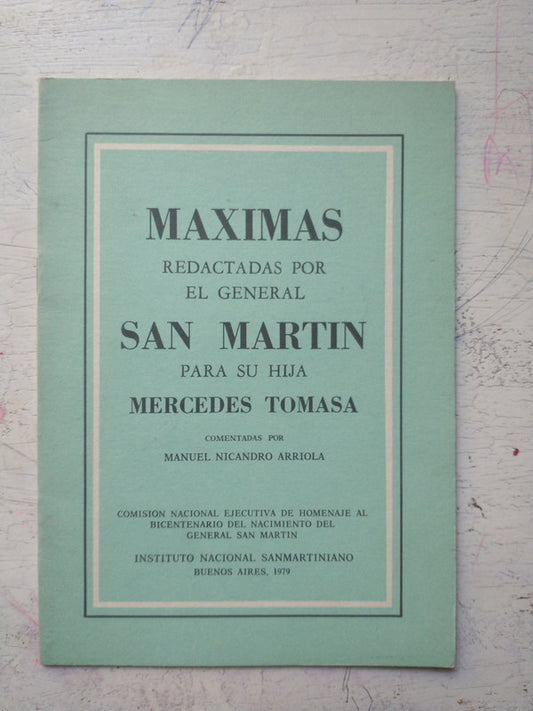 MAXIMAS
REDACTADAS POR
EL GENERAL
SAN MARTIN
PARA SU HIJA
MERCEDES TOMASA
COMENTADAS POR
MANUEL NICANDRO ARRIOLA
COMISION NACIONAL EJECUTIVA DE HOMENAJE AL
BICENTENARIO DEL NACIMIENTO DEL
GENERAL SAN MARTIN
INSTITUTO NACIONAL SANMARTINIANO
BUENOS AIRES, 1979